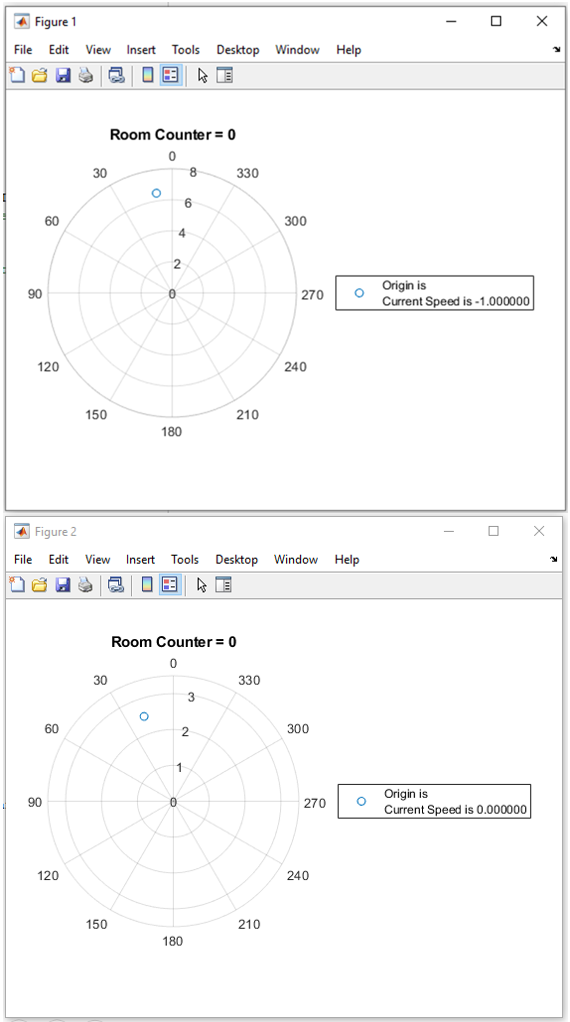 Figure 1
File Edit View Insert Tools Desktop Window Help
Room Counter = 0
0
30 8 330
60 6 300
4
2
90 0 270
Origin is
Current Speed is -1.000000
120 240
150 210
180
Figure 2
File Edit View Insert Tools Desktop Window Help
Room Counter = 0
0
30 330
3
60 2 300
1
90 0 270
Origin is
Current Speed is 0.000000
120 240
150 210
180